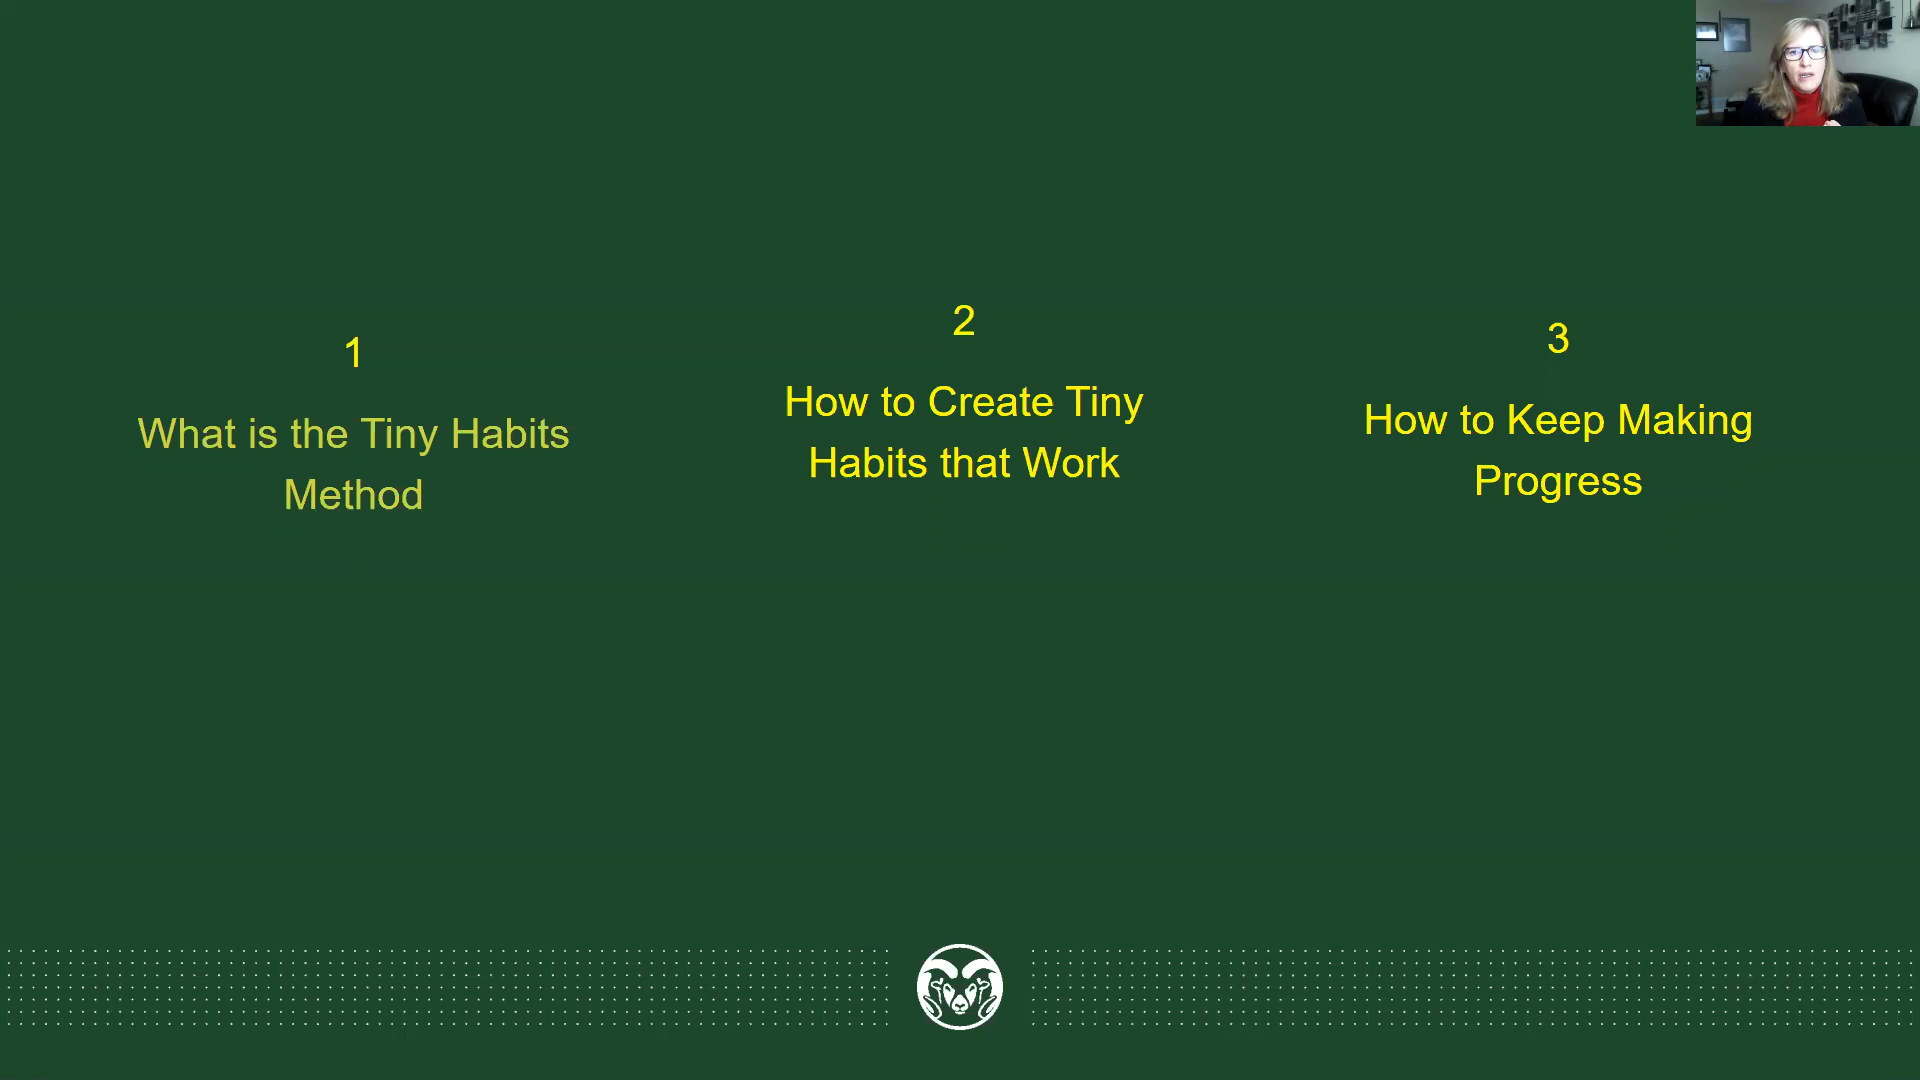 1
What is the Tiny Habits
Method
2
How to Create Tiny
Habits that Work
3
How to Keep Making
Progress